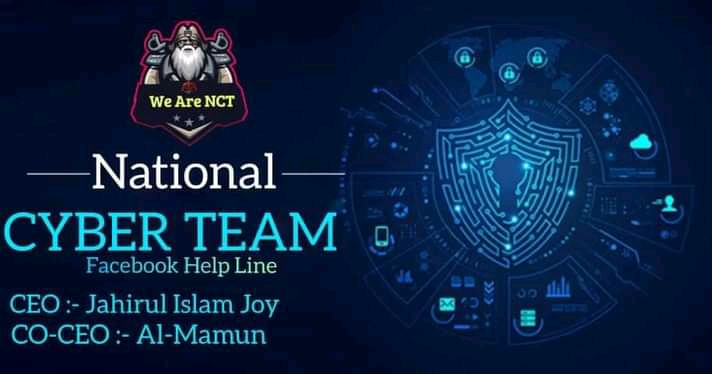 We Are NCT
National
CYBER TEAM
Facebook Help Line
CEO :- Jahirul Islam Joy
CO-CEO :- Al-Mamun